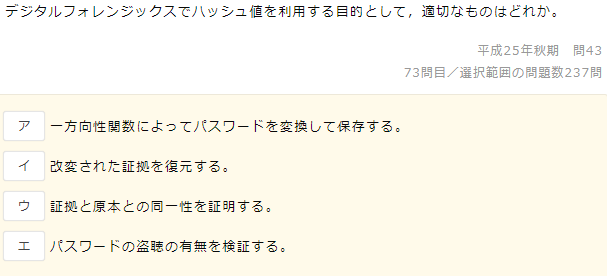 デジタルフォレンジックスでハッシュ値を利用する目的として，適切なものはどれか。
平成25年秋期　問43
73問目／選択範囲の問題数237問
ア 一方向性関数によってパスワードを変換して保存する。
イ 改変された証拠を復元する。
ウ 証拠と原本との同一性を証明する。
エ パスワードの盗聴の有無を検証する。